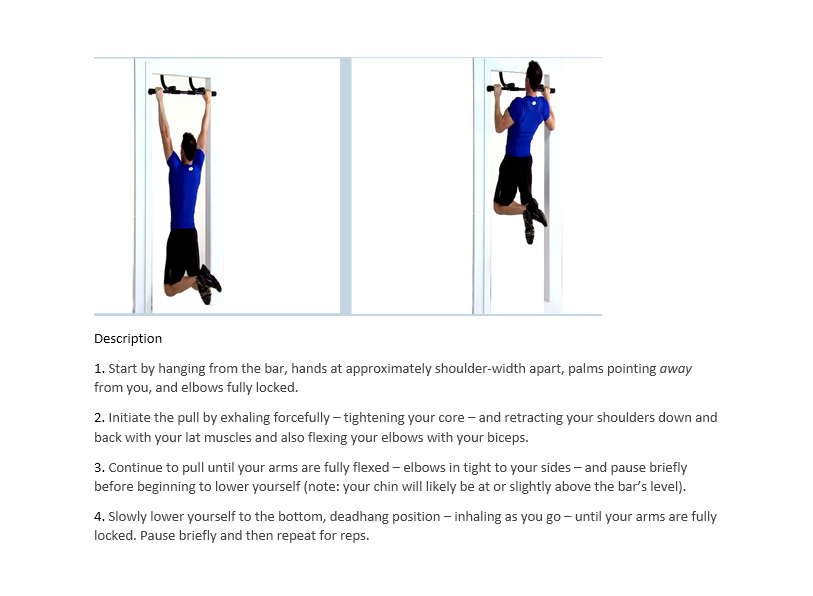 Description
1. Start by hanging from the bar, hands at approximately shoulder-width apart, palms pointing away
from you, and elbows fully locked.
2. Initiate the pull by exhaling forcefully – tightening your core – and retracting your shoulders down and
back with your lat muscles and also flexing your elbows with your biceps.
3. Continue to pull until your arms are fully flexed – elbows in tight to your sides – and pause briefly
before beginning to lower yourself (note: your chin will likely be at or slightly above the bar’s level).
4. Slowly lower yourself to the bottom, deadhang position – inhaling as you go – until your arms are fully
locked. Pause briefly and then repeat for reps.